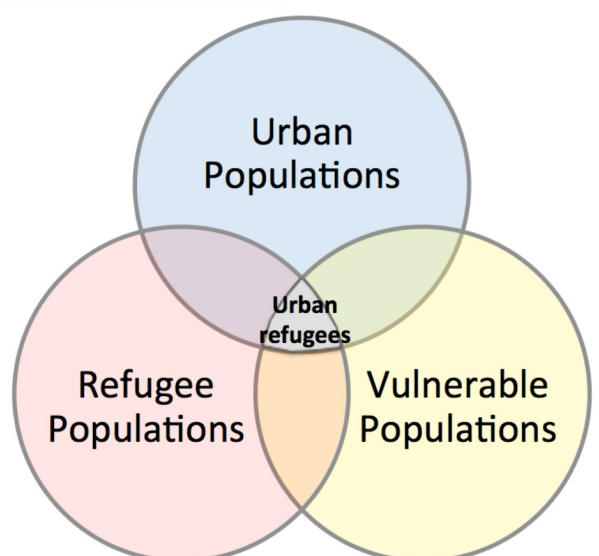 Urban
Populations
Urban
refugees
Refugee
Populations
Vulnerable
Populations